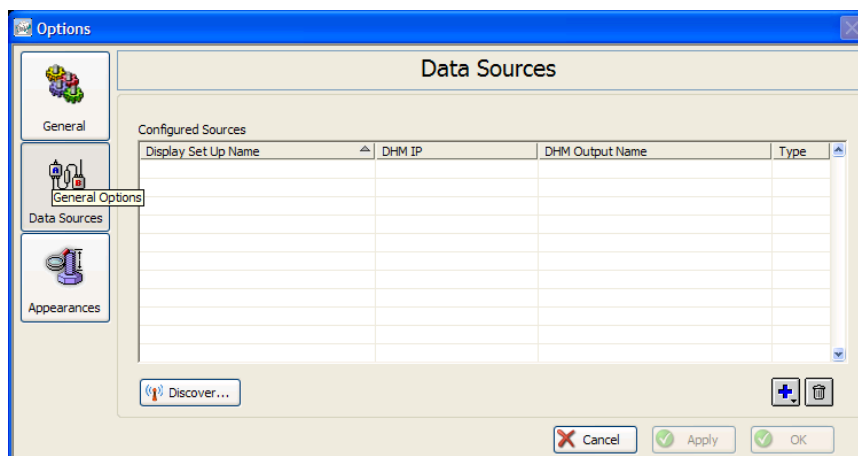 Options
Data Sources
General
Configured Sources
Display Set Up Name DHM IP DHM Output Name Type
General Options
Data Sources
Appearances
Discover...
Cancel Apply OK